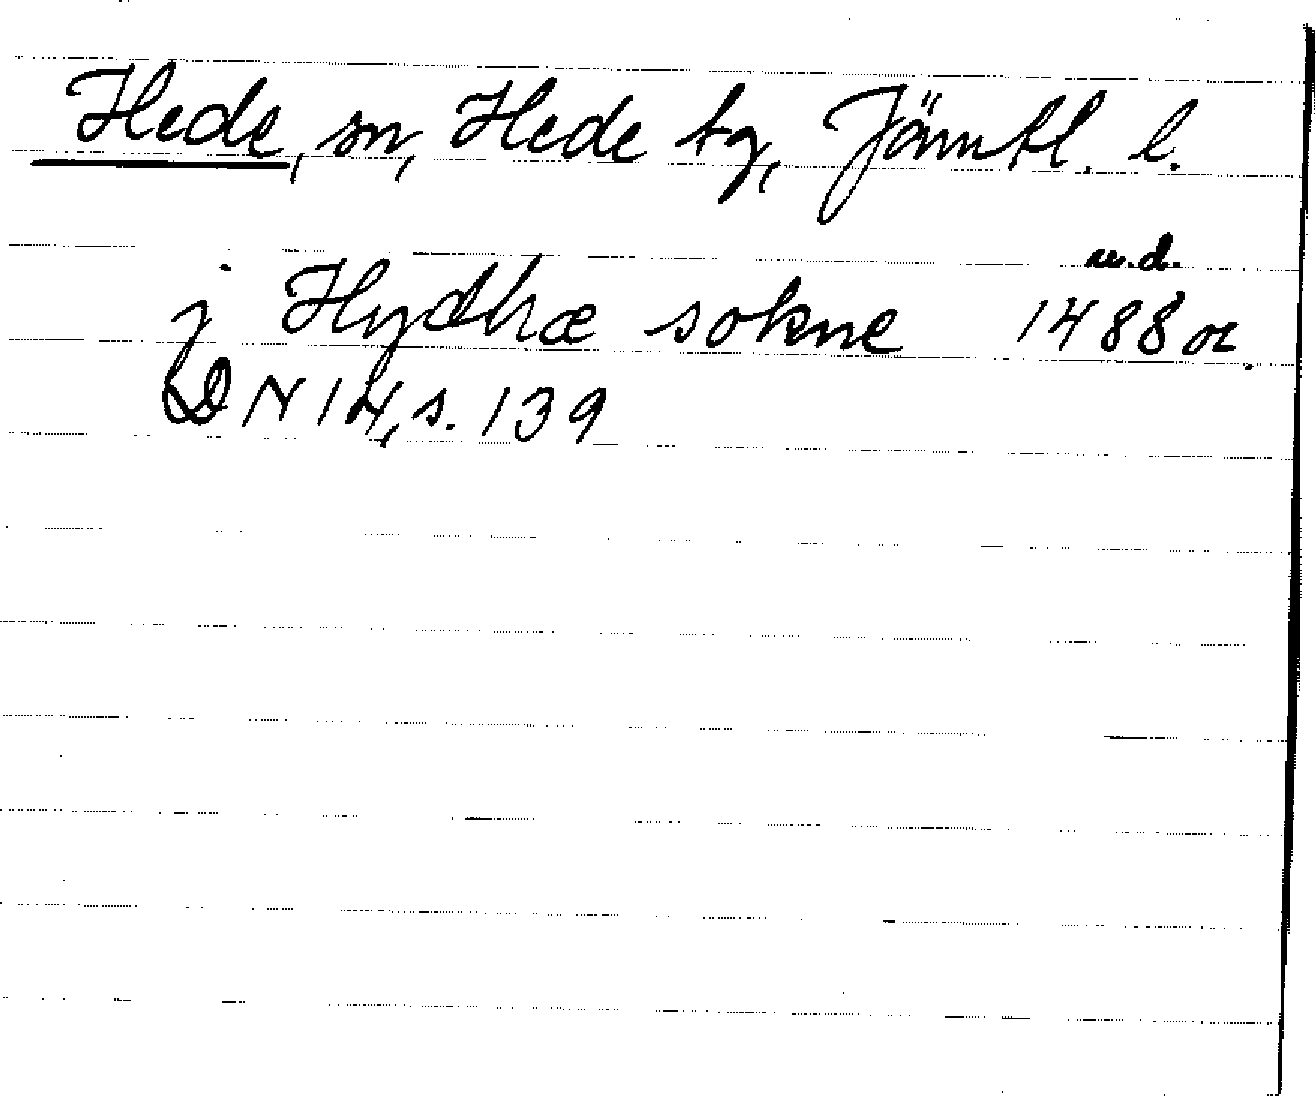 Hede, sn, Hede tg, Jämtl. l.
u.d.
j Hydhæ sokne 1488 or.
DN 14, s. 139